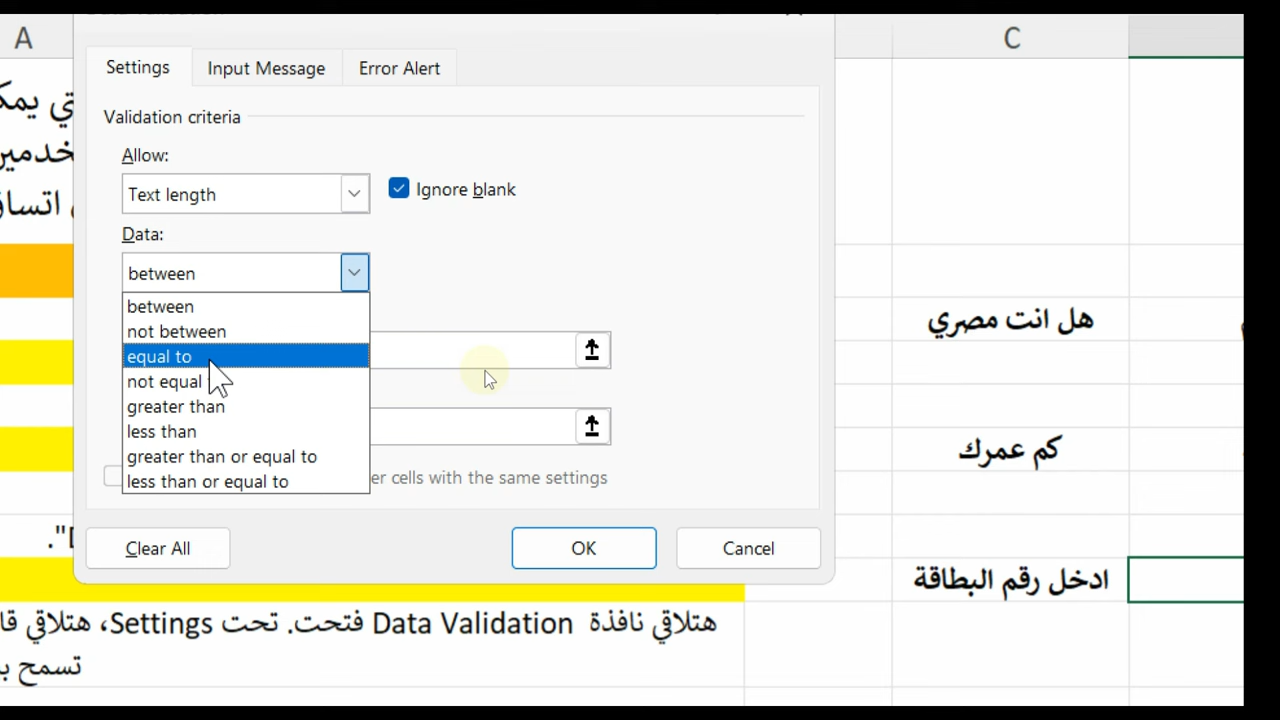 A
C
Settings
Input Message
Error Alert
Validation criteria
Allow:
Text length
Ignore blank
Data:
between
between
not between
equal to
not equal
greater than
less than
greater than or equal to
less than or equal to
cells with the same settings
Clear All
OK
Cancel
هل انت مصري
كم عمرك
ادخل رقم البطاقة
هتلاقي نافذة Data Validation فتحت. تحت Settings، هتلاقي
تسمح